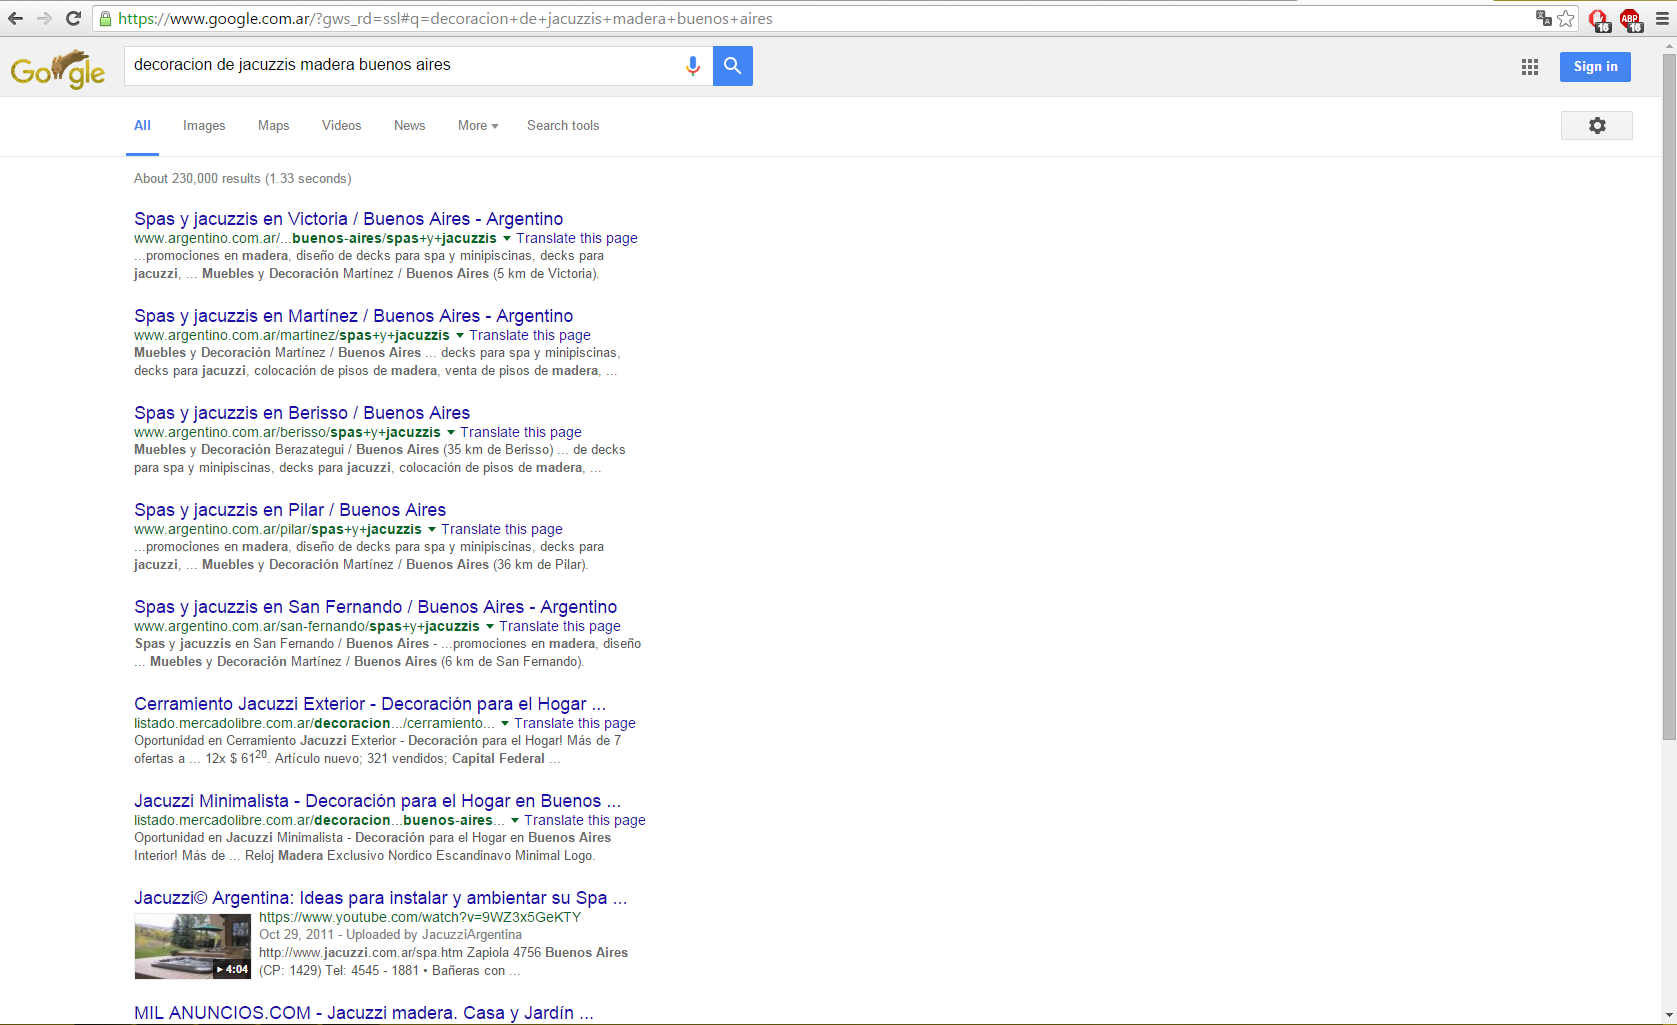 https://www.google.com.ar/?gws_rd=ssl#q=decoracion+de+jacuzzis+madera+buenos+aires
16
ABP
16
Google
decoracion de jacuzzis madera buenos aires
Sign in
All
Images
Maps
Videos
News
More
Search tools
About 230,000 results (1.33 seconds)
Spas y jacuzzis en Victoria / Buenos Aires - Argentino
www.argentino.com.ar/...buenos-aires/spas+y+jacuzzis Translate this page
...promociones en madera, diseño de decks para spa y minipiscinas, decks para
jacuzzi, ... Muebles y Decoración Martínez / Buenos Aires (5 km de Victoria).
Spas y jacuzzis en Martínez / Buenos Aires - Argentino
www.argentino.com.ar/martinez/spas+y+jacuzzis Translate this page
Muebles y Decoración Martínez / Buenos Aires ... decks para spa y minipiscinas,
decks para jacuzzi, colocación de pisos de madera, venta de pisos de madera, ...
Spas y jacuzzis en Berisso / Buenos Aires
www.argentino.com.ar/berisso/spas+y+jacuzzis Translate this page
Muebles y Decoración Berazategui / Buenos Aires (35 km de Berisso) ... de decks
para spa y minipiscinas, decks para jacuzzi, colocación de pisos de madera, ...
Spas y jacuzzis en Pilar / Buenos Aires
www.argentino.com.ar/pilar/spas+y+jacuzzis Translate this page
...promociones en madera, diseño de decks para spa y minipiscinas, decks para
jacuzzi, ... Muebles y Decoración Martínez / Buenos Aires (36 km de Pilar).
Spas y jacuzzis en San Fernando / Buenos Aires - Argentino
www.argentino.com.ar/san-fernando/spas+y+jacuzzis Translate this page
Spas y jacuzzis en San Fernando / Buenos Aires - ...promociones en madera, diseño
... Muebles y Decoración Martínez / Buenos Aires (6 km de San Fernando).
Cerramiento Jacuzzi Exterior - Decoración para el Hogar ...
listado.mercadolibre.com.ar/decoracion.../cerramiento... Translate this page
Oportunidad en Cerramiento Jacuzzi Exterior - Decoración para el Hogar! Más de 7
ofertas a ... 12x $ 61²⁰. Artículo nuevo; 321 vendidos; Capital Federal ...
Jacuzzi Minimalista - Decoración para el Hogar en Buenos ...
listado.mercadolibre.com.ar/decoracion...buenos-aires... Translate this page
Oportunidad en Jacuzzi Minimalista - Decoración para el Hogar en Buenos Aires
Interior! Más de ... Reloj Madera Exclusivo Nordico Escandinavo Minimal Logo.
Jacuzzi© Argentina: Ideas para instalar y ambientar su Spa ...
https://www.youtube.com/watch?v=9WZ3x5GeKTY
Oct 29, 2011 - Uploaded by JacuzziArgentina
http://www.jacuzzi.com.ar/spa.htm Zapiola 4756 Buenos Aires
(CP: 1429) Tel: 4545 - 1881 • Bañeras con ...
4:04
MIL ANUNCIOS.COM - Jacuzzi madera. Casa y Jardín ...